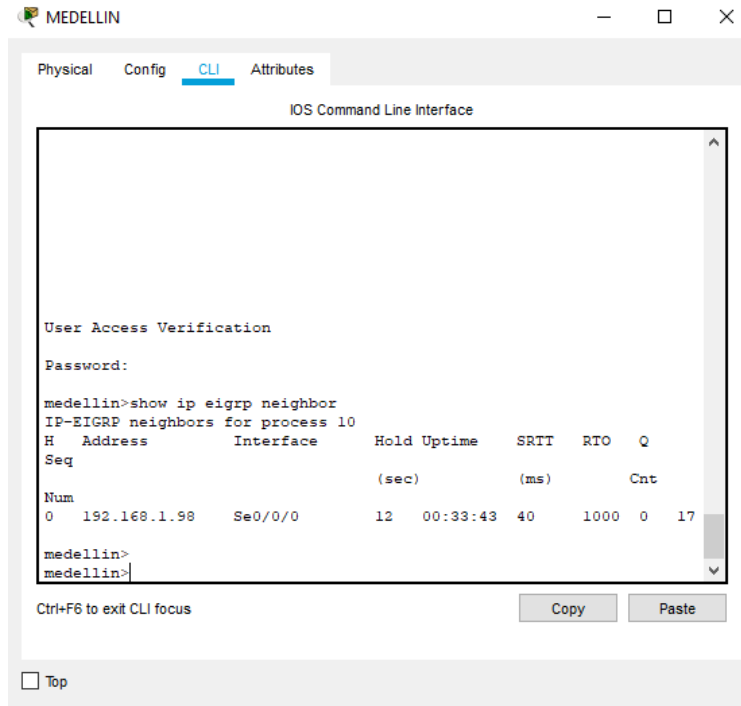 MEDELLIN
Physical Config CLI Attributes
IOS Command Line Interface
User Access Verification
Password:
medellin>show ip eigrp neighbor
IP-EIGRP neighbors for process 10
H   Address         Interface      Hold Uptime    SRTT   RTO   Q
Seq
                                   (sec)          (ms)        Cnt
Num
0   192.168.1.98    Se0/0/0        12   00:33:43  40     1000  0   17
medellin>
medellin>
Ctrl+F6 to exit CLI focus Copy Paste
Top